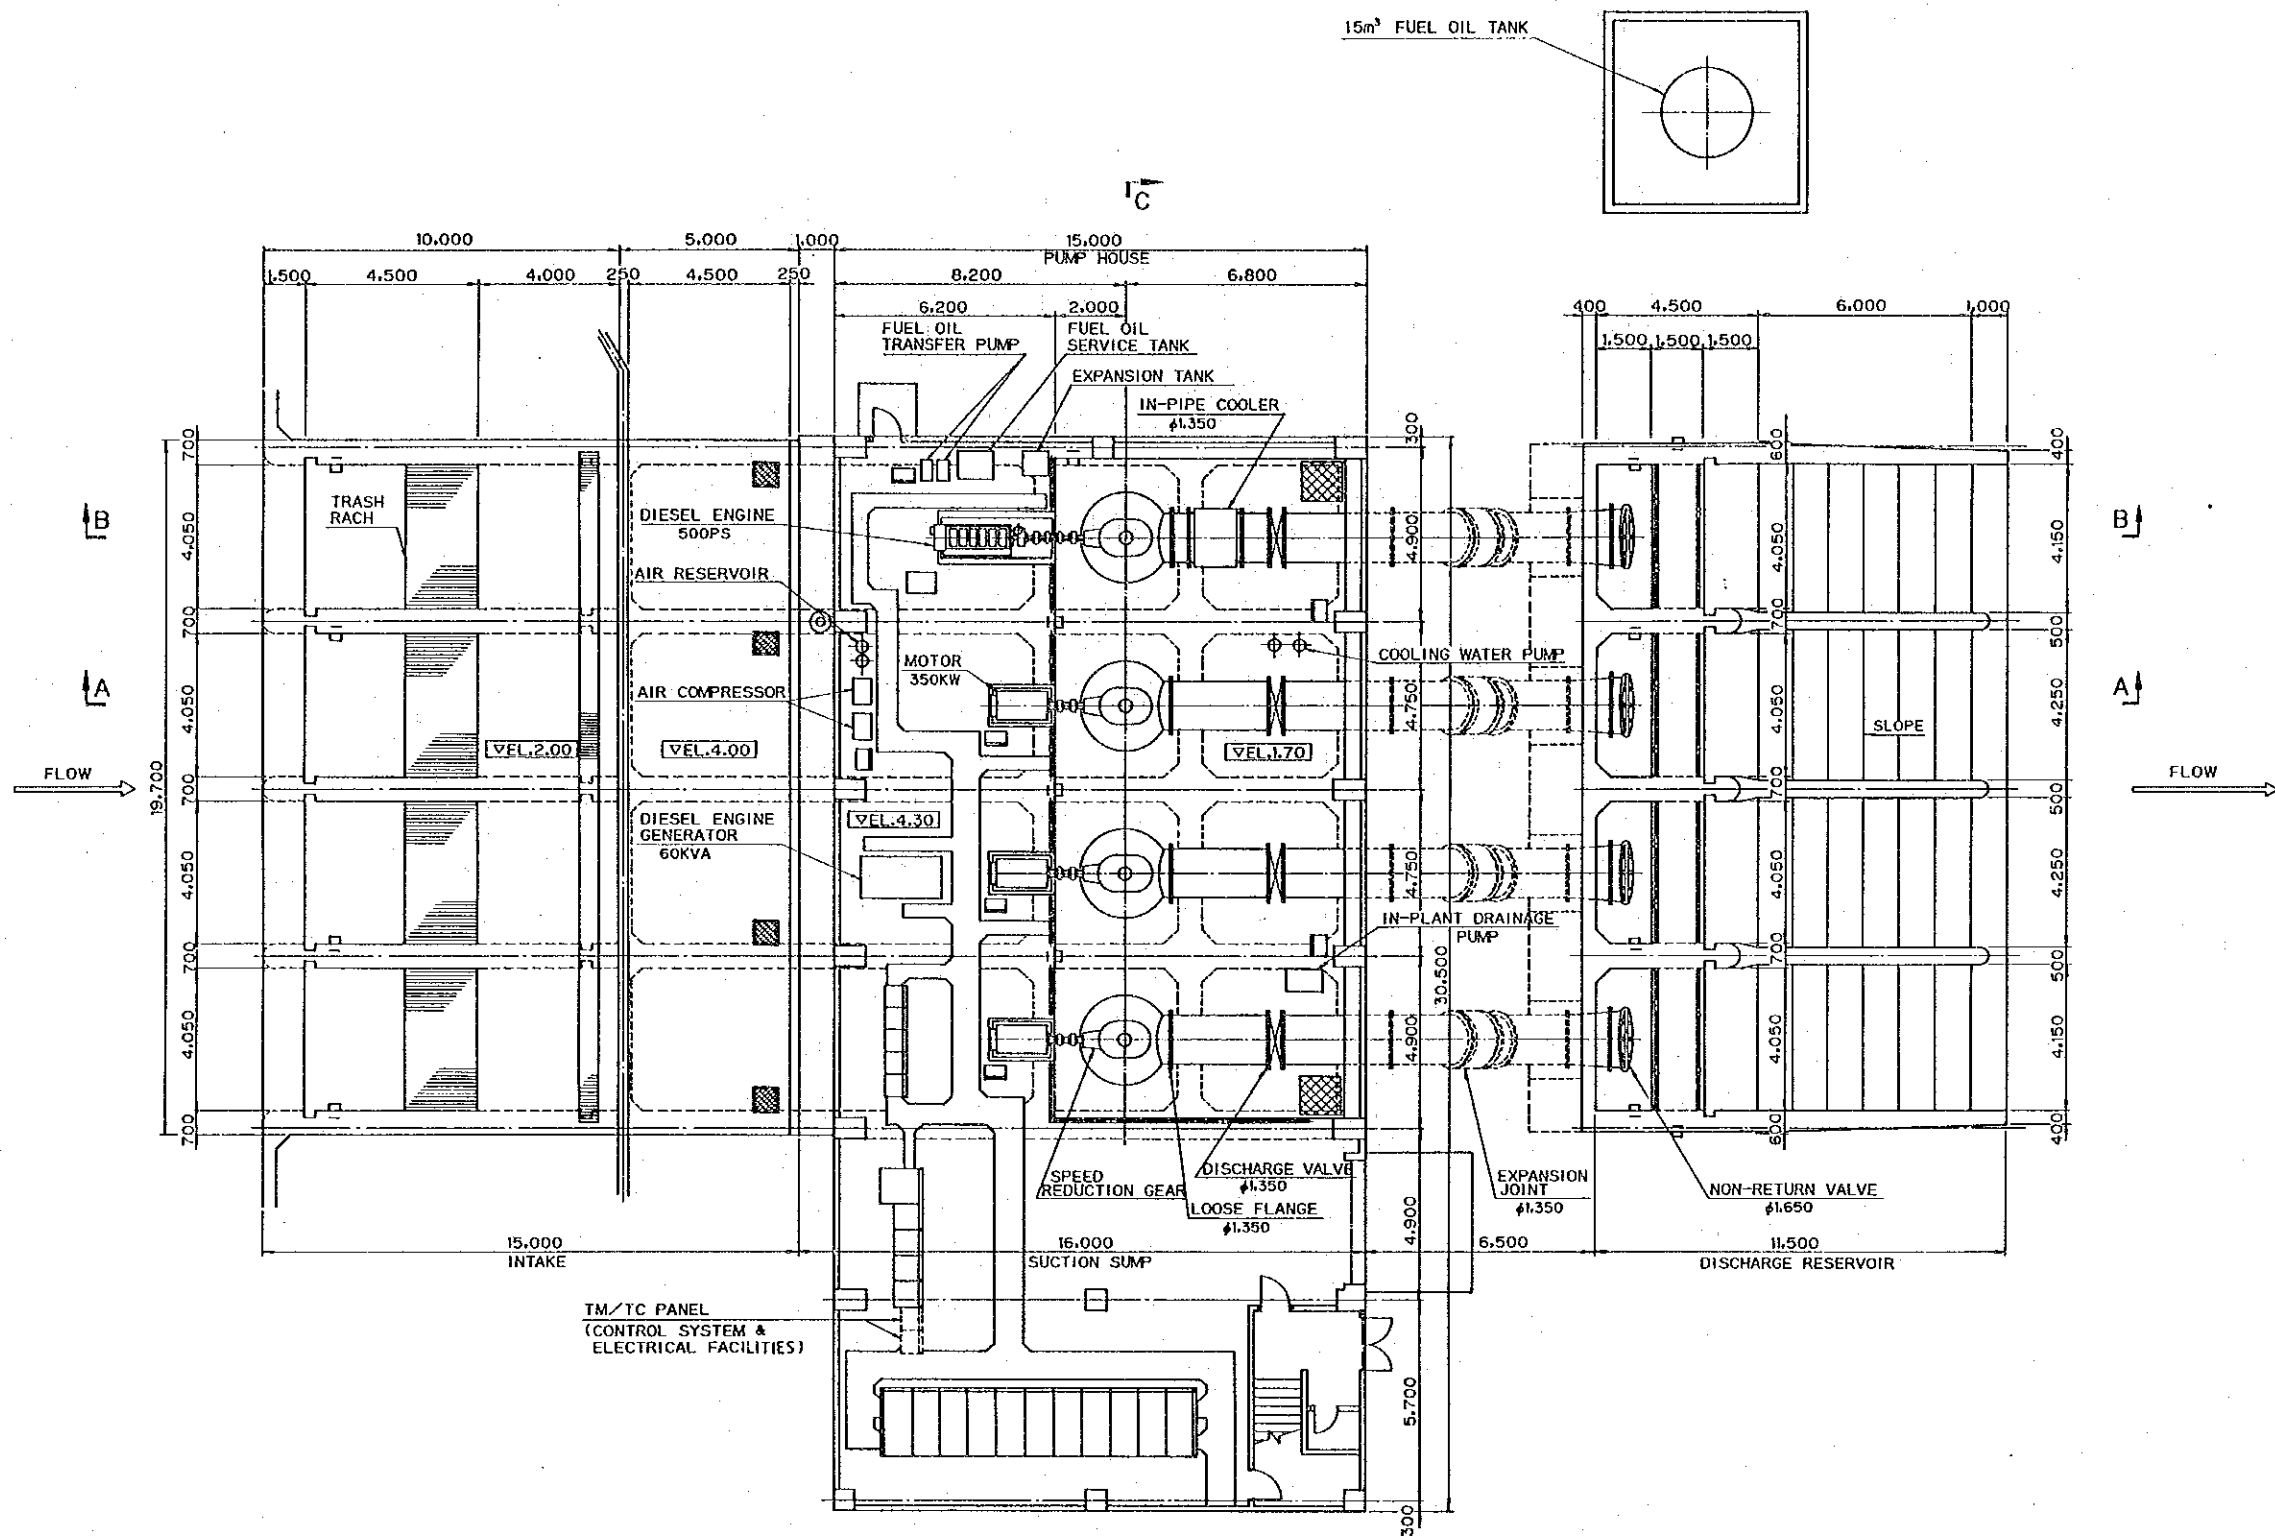 15m³ FUEL OIL TANK
C
10.000
5.000
1.000
15.000
PUMP HOUSE
1.500
4.500
4.000
250
4.500
250
8.200
6.800
6.200
2.000
400
4.500
6.000
1.000
1.500
1.500
1.500
FUEL OIL
TRANSFER PUMP
FUEL OIL
SERVICE TANK
EXPANSION TANK
IN-PIPE COOLER
φ1.350
TRASH
RACH
DIESEL ENGINE
500PS
AIR RESERVOIR
MOTOR
350KW
COOLING WATER PUMP
AIR COMPRESSOR
▽EL.2.00
▽EL.4.00
▽EL.1.70
▽EL.4.30
SLOPE
DIESEL ENGINE
GENERATOR
60KVA
IN-PLANT DRAINAGE
PUMP
B
A
B
A
FLOW
FLOW
19.700
700
4.050
700
4.050
700
4.050
700
4.050
700
300
4.900
4.750
4.750
4.900
4.900
5.700
300
30.500
600
4.050
700
4.050
700
4.050
700
4.050
600
400
4.150
500
4.250
500
4.250
500
4.150
400
SPEED
REDUCTION GEAR
DISCHARGE VALVE
φ1.350
LOOSE FLANGE
φ1.350
EXPANSION
JOINT
φ1.350
NON-RETURN VALVE
φ1.650
15.000
INTAKE
16.000
SUCTION SUMP
6.500
11.500
DISCHARGE RESERVOIR
TM/TC PANEL
(CONTROL SYSTEM &
ELECTRICAL FACILITIES)